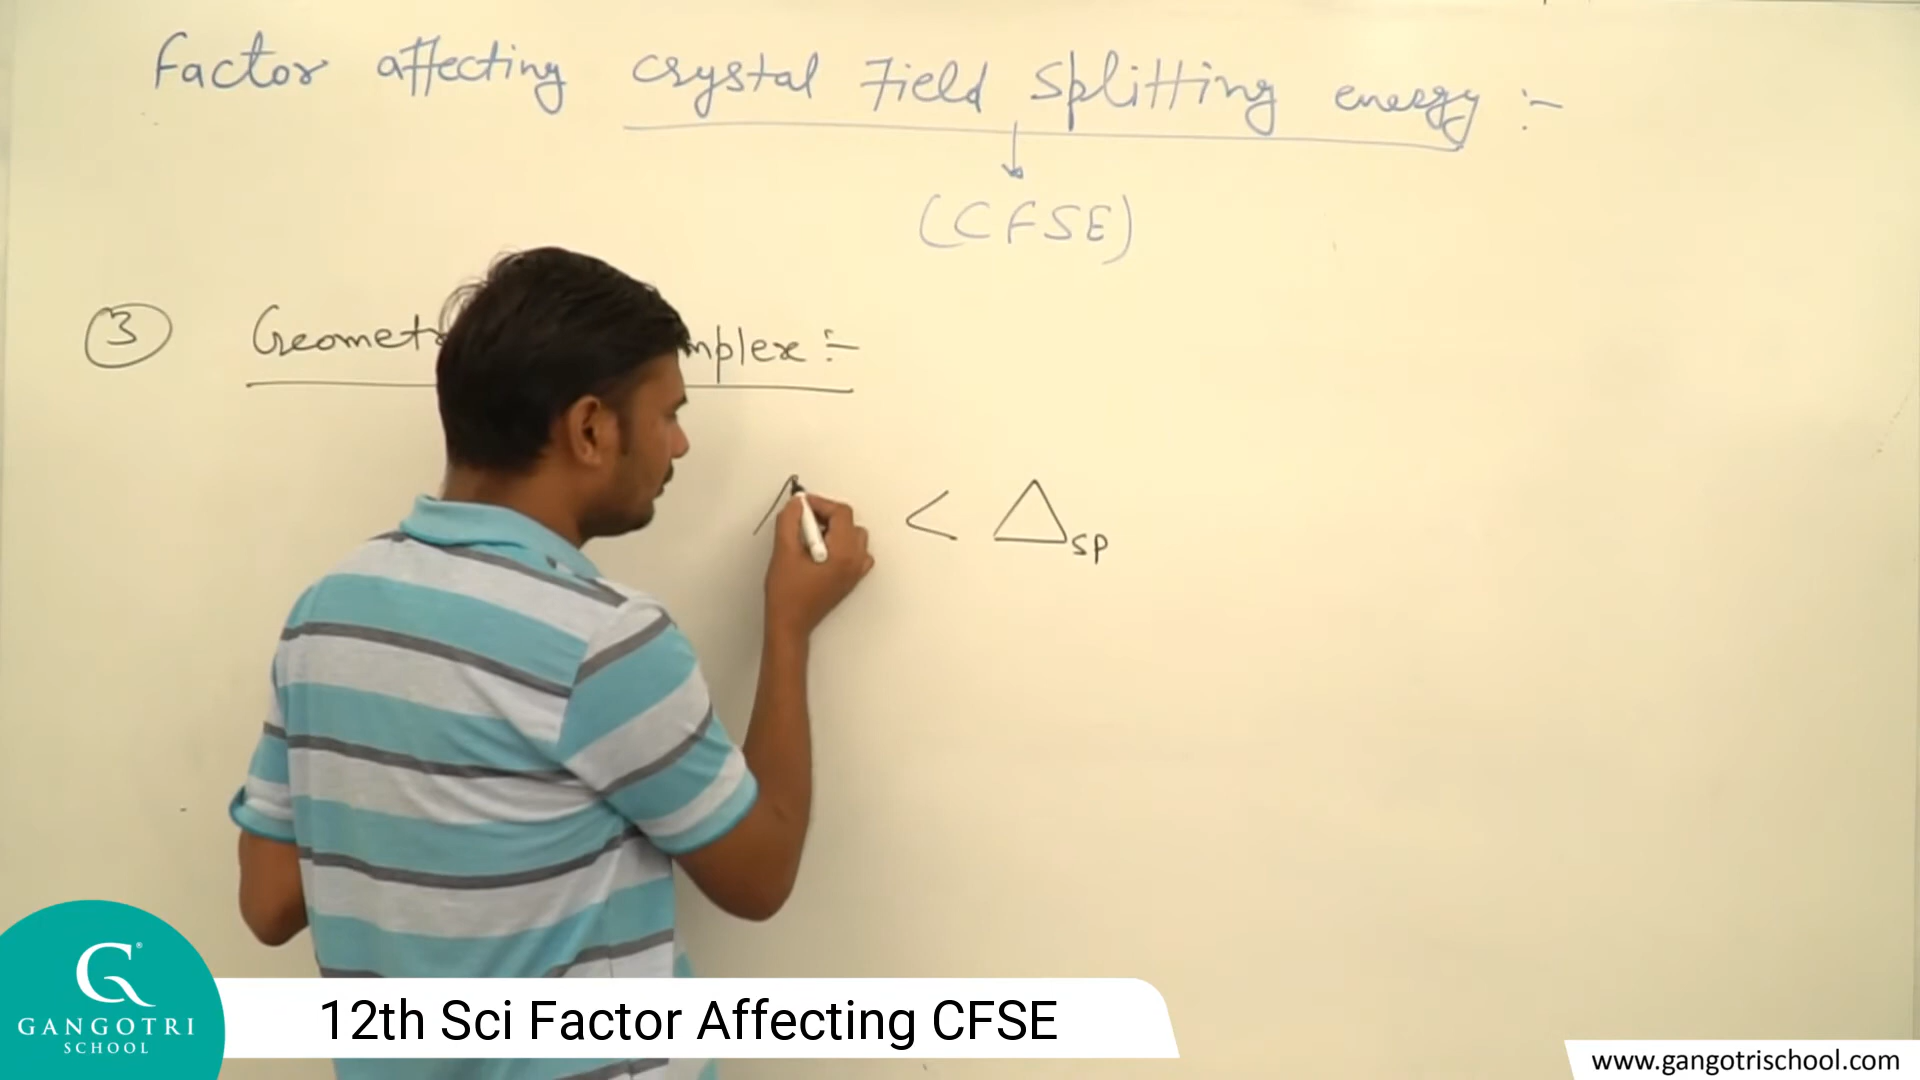 Factor affecting crystal Field splitting energy :-
(CFSE)
3 Geomet mplex :-
< △sp
G®
GANGOTRI
SCHOOL
12th Sci Factor Affecting CFSE
www.gangotrischool.com